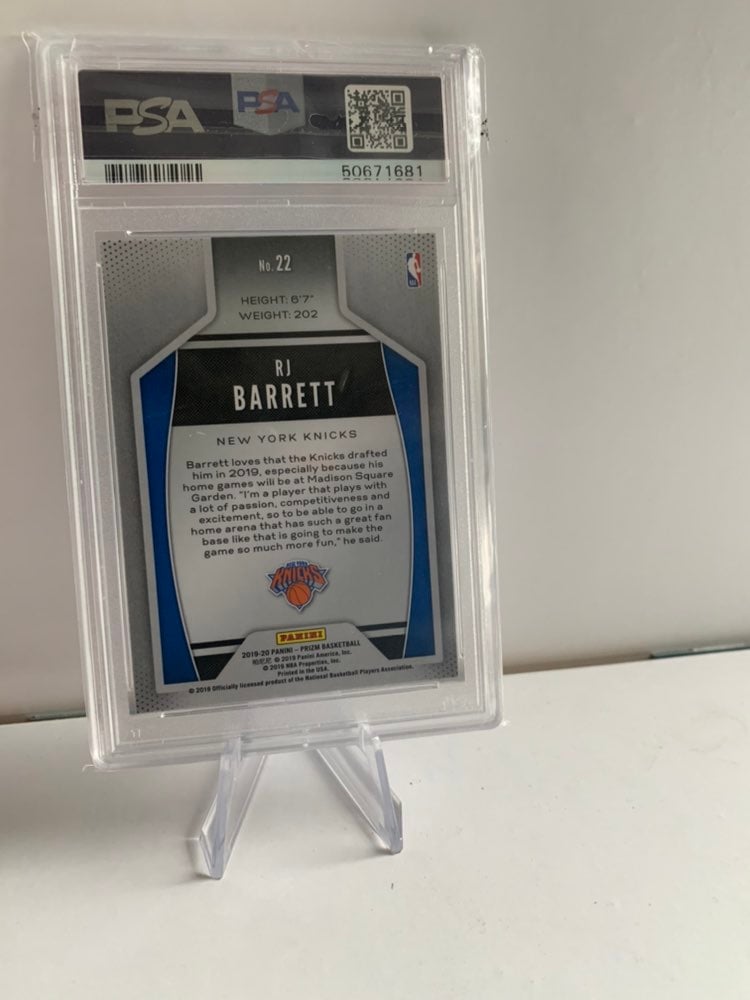 PSA
PSA
50671681
No. 22
HEIGHT: 6'7"
WEIGHT: 202
RJ
BARRETT
NEW YORK KNICKS
Barrett loves that the Knicks drafted
him in 2019, especially because his
home games will be at Madison Square
Garden. "I'm a player that plays with
a lot of passion, competitiveness and
excitement, so to be able to go in a
home arena that has such a great fan
base like that is going to make the
game so much more fun," he said.
NEW YORK
KNICKS
PANINI
2019-20 PANINI – PRIZM BASKETBALL
© 2019 Panini America, Inc.
© 2019 NBA Properties, Inc.
Printed in the USA.
© 2019 Officially licensed product of the National Basketball Players Association.